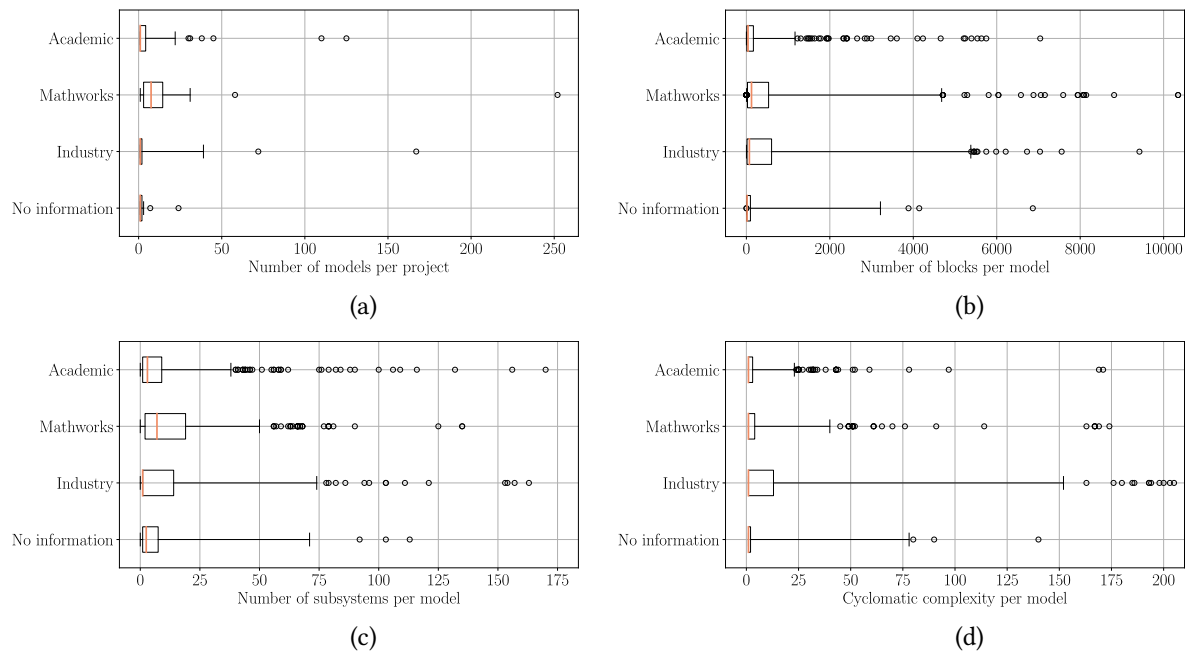 Academic
Mathworks
Industry
No information
0 50 100 150 200 250
Number of models per project
(a)
Academic
Mathworks
Industry
No information
0 2000 4000 6000 8000 10000
Number of blocks per model
(b)
Academic
Mathworks
Industry
No information
0 25 50 75 100 125 150 175
Number of subsystems per model
(c)
Academic
Mathworks
Industry
No information
0 25 50 75 100 125 150 175 200
Cyclomatic complexity per model
(d)